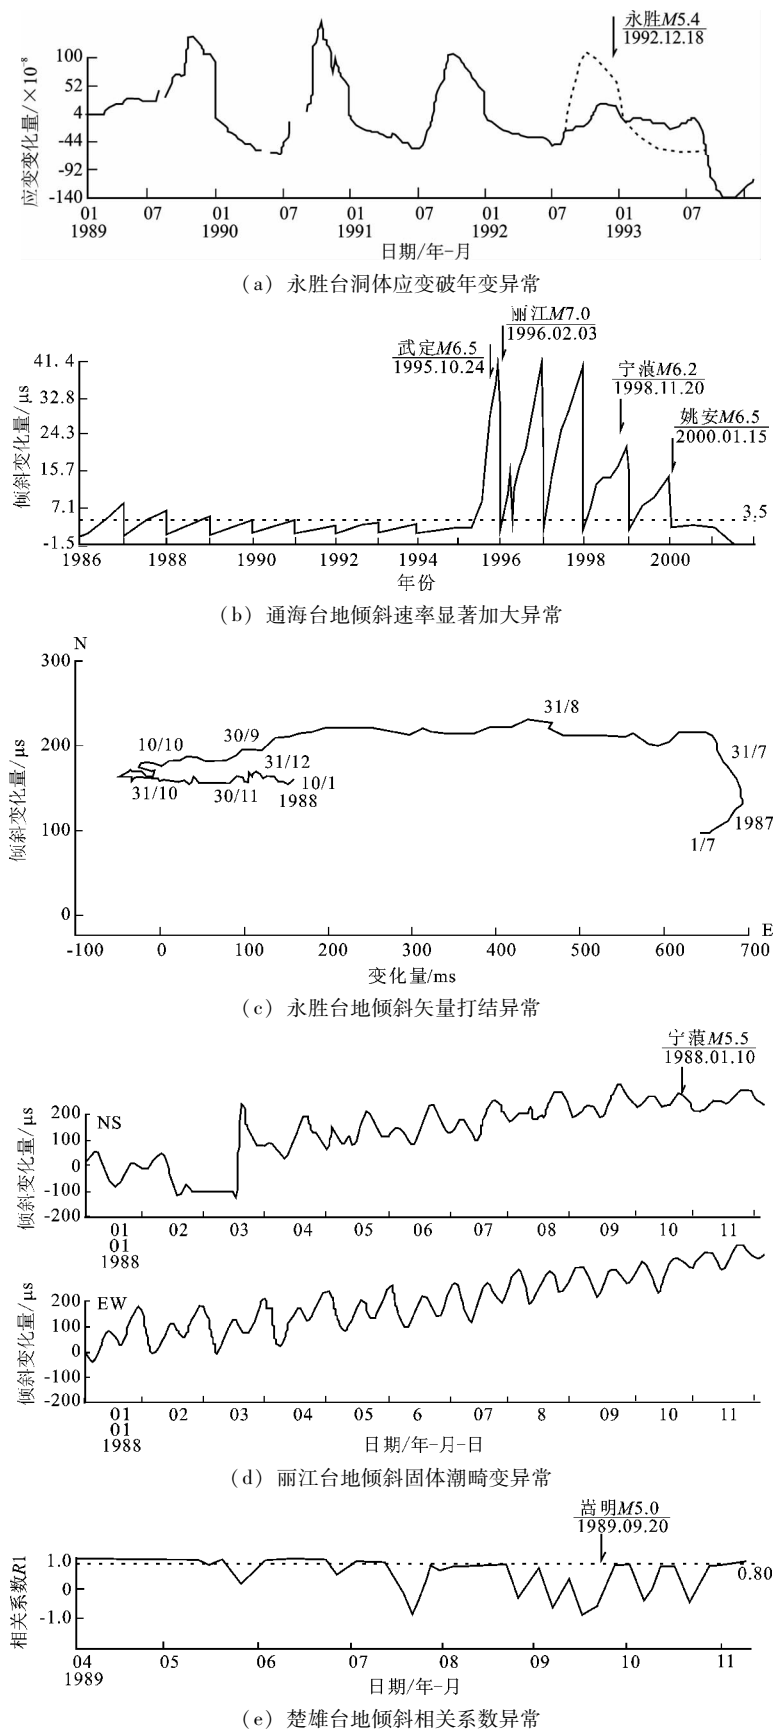 永胜M5.4
1992.12.18
应变变化量/×10⁻⁸
100
52
4
-44
-92
-140
01 07 01 07 01 07 01 07 01 07
1989 1990 1991 1992 1993
日期/年-月
(a) 永胜台洞体应变破年变异常
丽江M7.0
1996.02.03
武定M6.5
1995.10.24
宁蒗M6.2
1998.11.20
姚安M6.5
2000.01.15
倾斜变化量/μs
41.4
32.8
24.3
15.7
7.1
3.5
-1.5
1986 1988 1990 1992 1994 1996 1998 2000
年份
(b) 通海台地倾斜速率显著加大异常
N
倾斜变化量/μs
300
200
100
0
31/8
30/9
10/10
31/12
31/7
31/10
30/11
10/1
1988
1987
1/7
-100 0 100 200 300 400 500 600 700
E
变化量/ms
(c) 永胜台地倾斜矢量打结异常
宁蒗M5.5
1988.01.10
倾斜变化量/μs
NS
200
100
0
-100
-200
01 02 03 04 05 06 07 08 09 10 11
01
1988
倾斜变化量/μs
EW
200
100
0
-100
-200
01 02 03 04 05 6 07 8 09 10 11
01
1988
日期/年-月-日
(d) 丽江台地倾斜固体潮畸变异常
嵩明M5.0
1989.09.20
相关系数R1
1.0
0
-1.0
0.80
04 05 06 07 08 09 10 11
1989
日期/年-月
(e) 楚雄台地倾斜相关系数异常